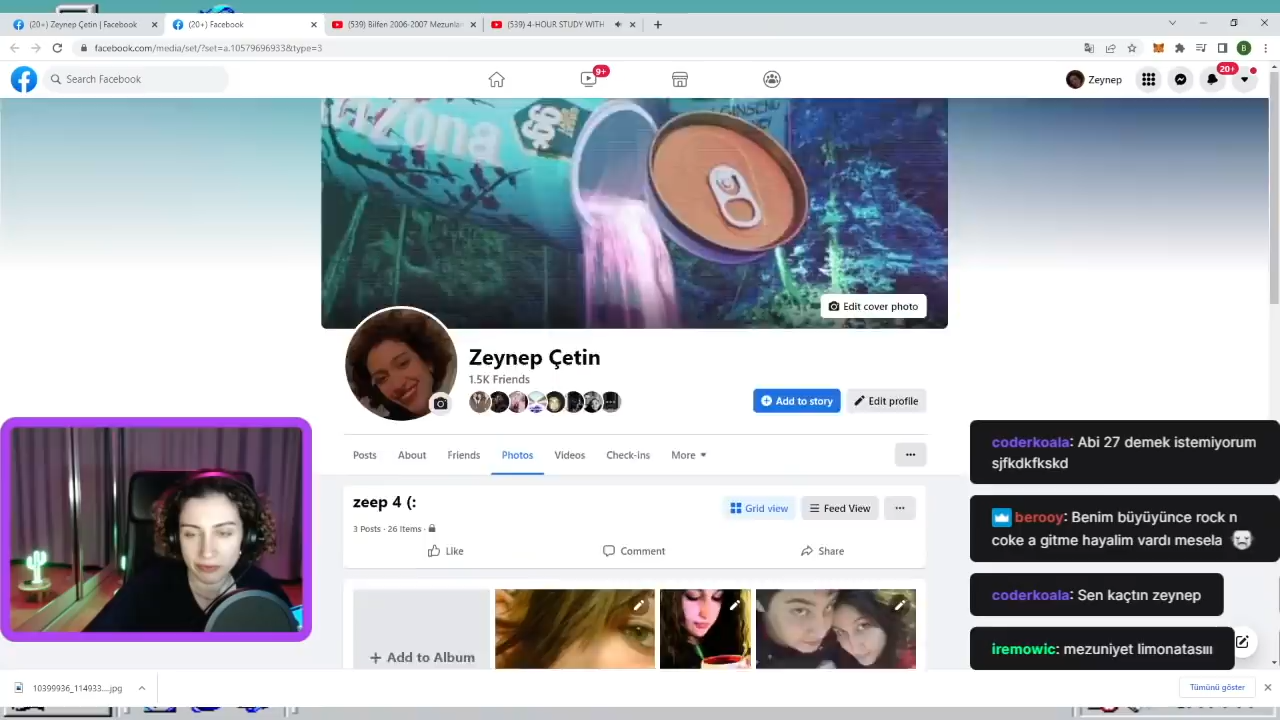 (20+) Zeynep Çetin | Facebook
(20+) Facebook
(539) Bilfen 2006-2007 Mezunla
(539) 4-HOUR STUDY WITH
facebook.com/media/set/?set=a.10579696933&type=3
B
Search Facebook
9+
Zeynep
20+
Zona
GINSENG
Edit cover photo
Zeynep Çetin
1.5K Friends
Add to story
Edit profile
Posts
About
Friends
Photos
Videos
Check-ins
More
zeep 4 (:
Grid view
Feed View
3 Posts · 26 Items
Like
Comment
Share
Add to Album
coderkoala: Abi 27 demek istemiyorum
sjfkdkfkskd
berooy: Benim büyüyünce rock n
coke a gitme hayalim vardı mesela
coderkoala: Sen kaçtın zeynep
iremowic: mezuniyet limonatasııı
10399936_114933....jpg
Tümünü göster